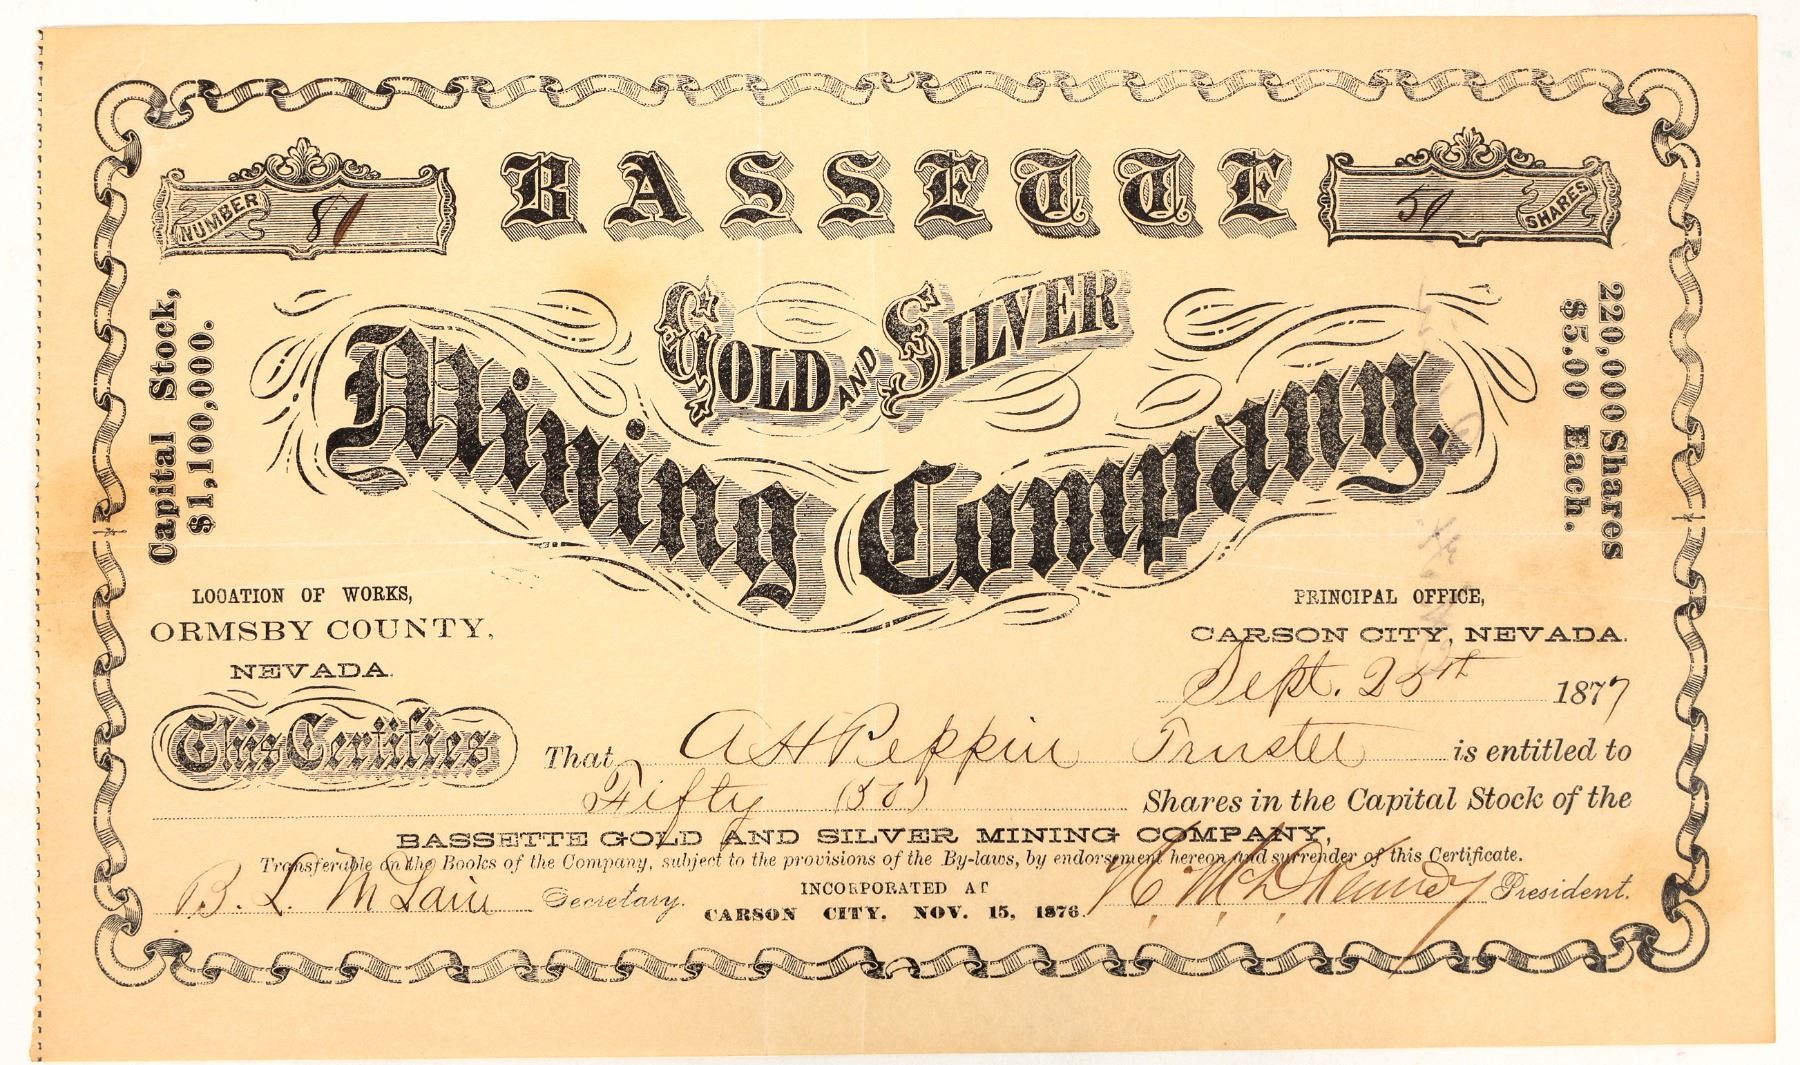 NUMBER 81
BASSETTE
50 SHARES
GOLD AND SILVER
Mining Company.
Capital Stock,
$1,100,000.
220,000 Shares
$5.00 Each.
LOCATION OF WORKS,
ORMSBY COUNTY,
NEVADA.
PRINCIPAL OFFICE,
CARSON CITY, NEVADA.
Sept. 25th 1877
This Certifies That A H Peppin Trustee is entitled to
Fifty (50) Shares in the Capital Stock of the
BASSETTE GOLD AND SILVER MINING COMPANY,
Transferable on the Books of the Company, subject to the provisions of the By-laws, by endorsement hereon and surrender of this Certificate.
B. L. McLain Secretary.
INCORPORATED AT
CARSON CITY, NOV. 15, 1876.
President.